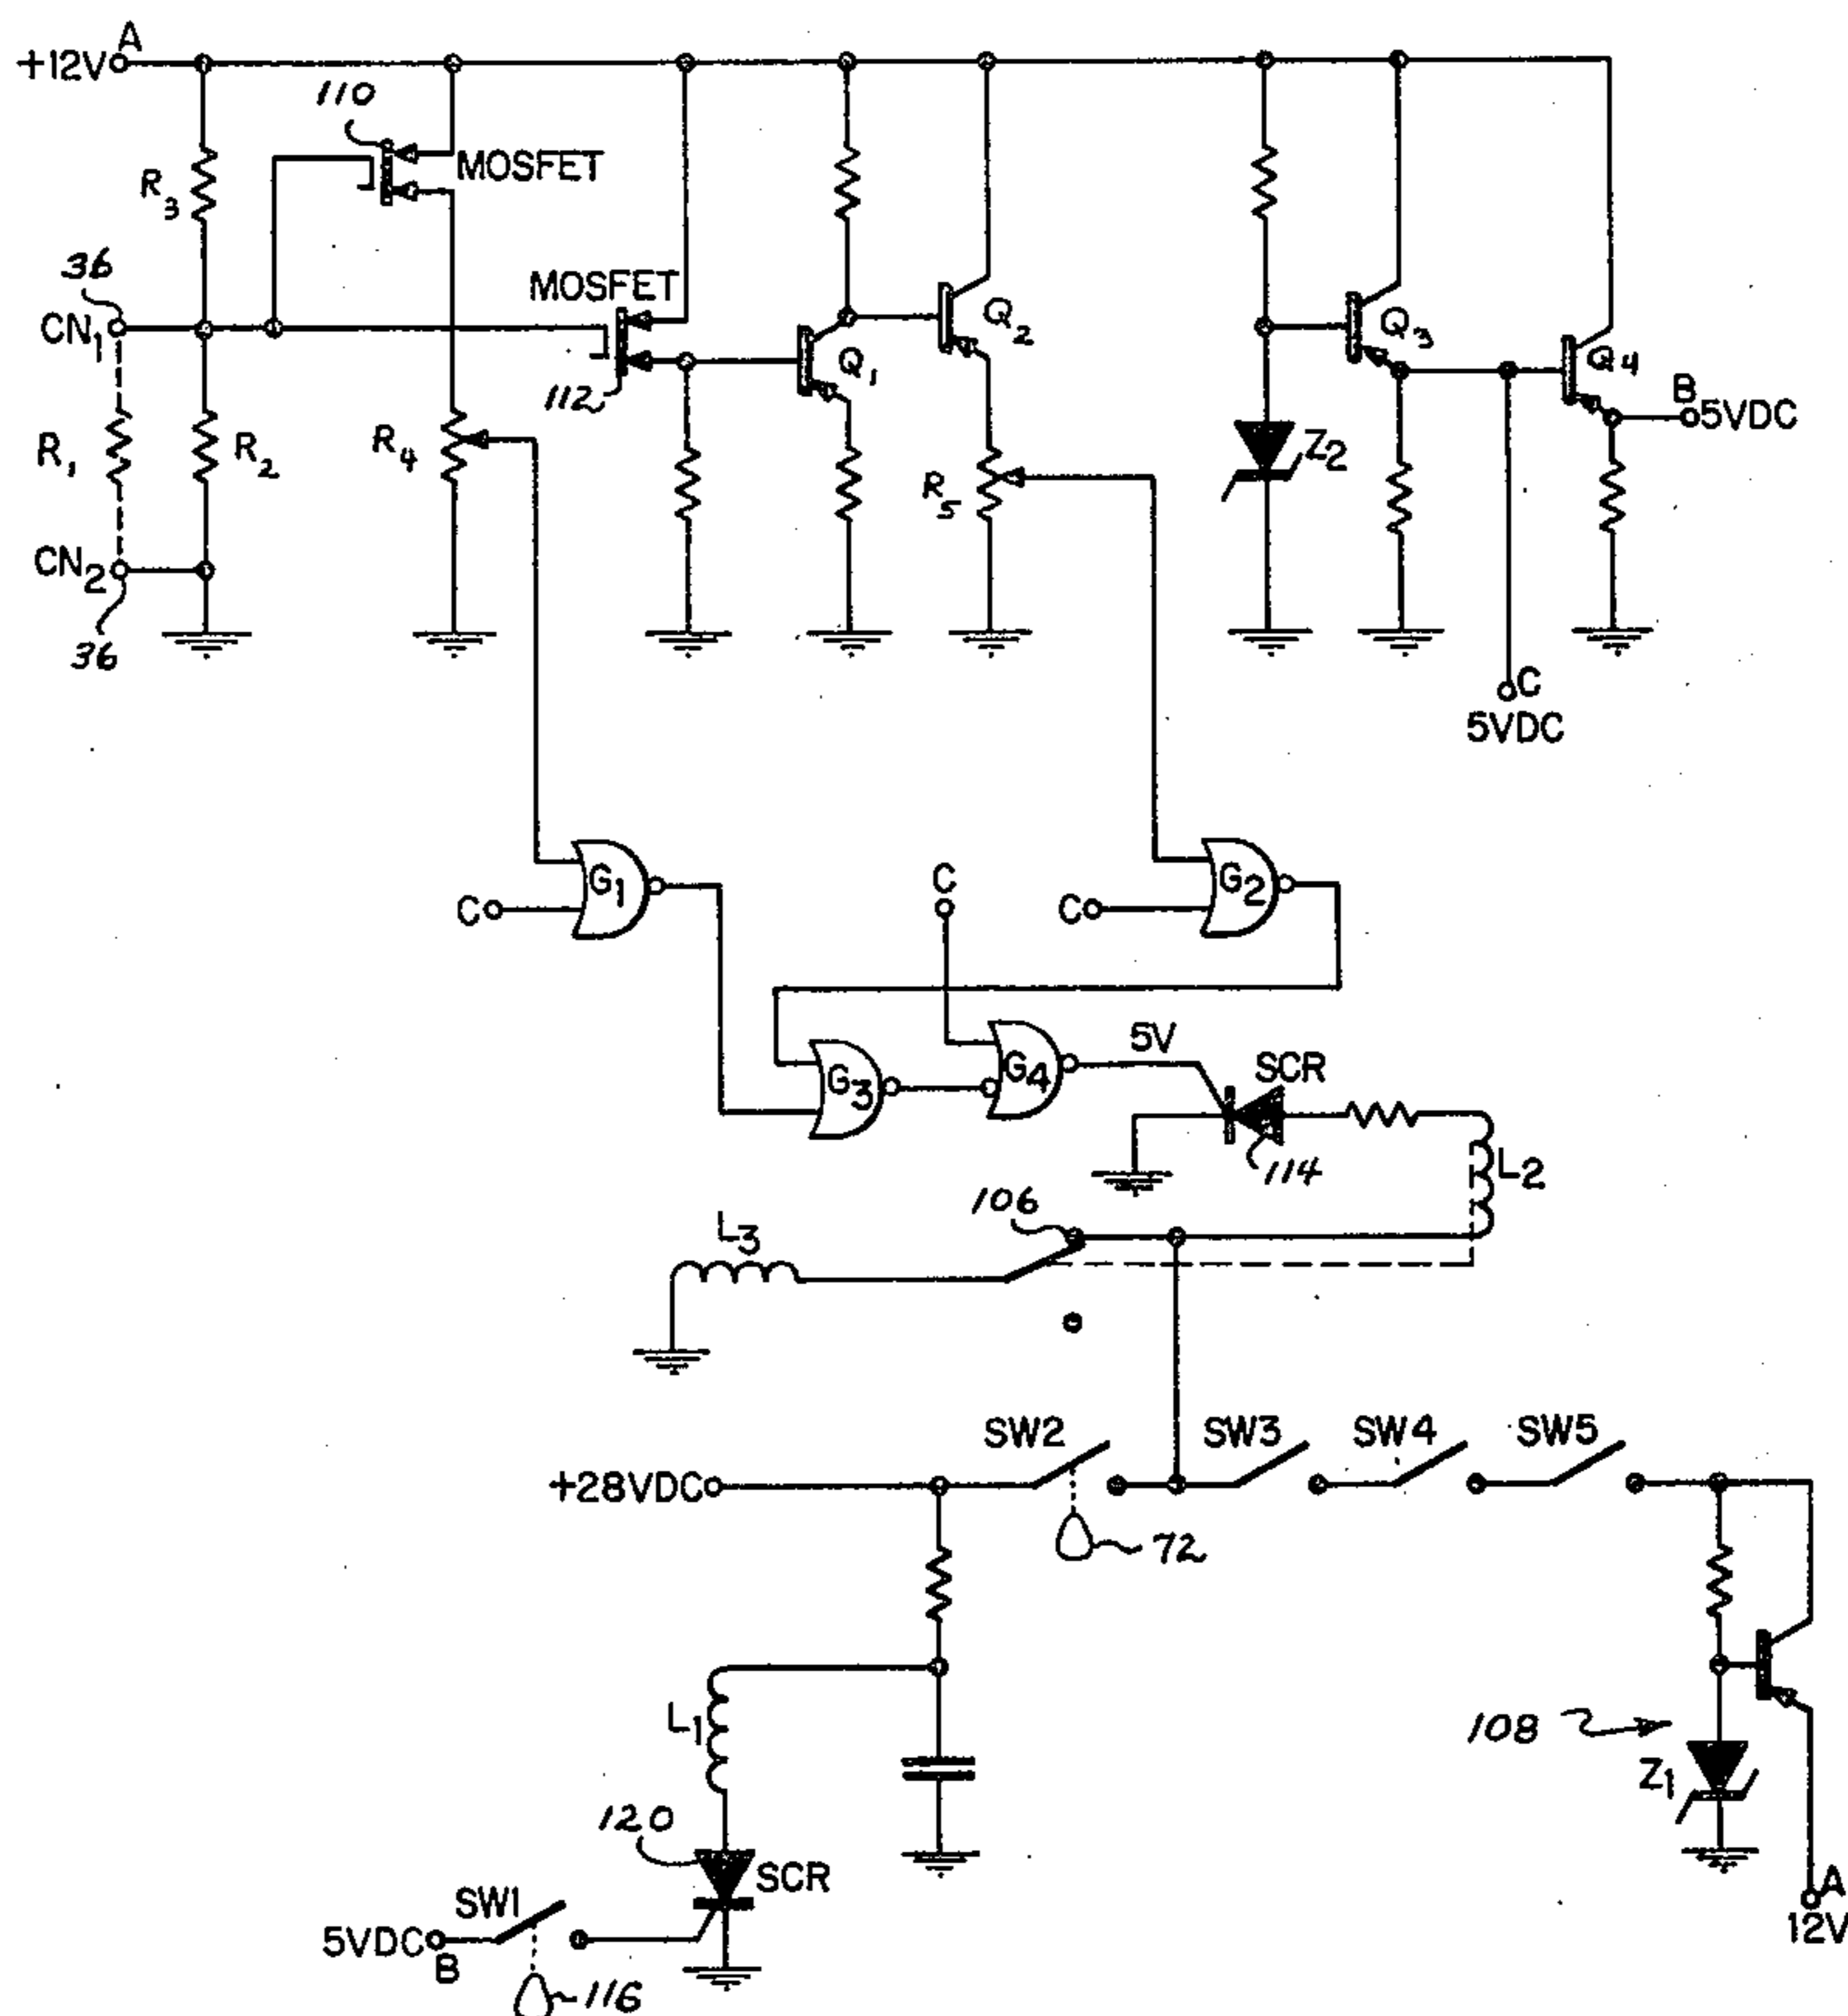 A
+12V
110
MOSFET
R3
36
CN1
MOSFET
Q2
Q3
Q1
Q4
112
B
5VDC
R1
R2
R4
R5
Z2
CN2
36
C
5VDC
G1
C
G2
C
C
5V
SCR
G3
G4
114
L2
106
L3
SW2
SW3
SW4
SW5
+28VDC
72
L1
108
Z1
120
SCR
SW1
A
12V
5VDC
B
116